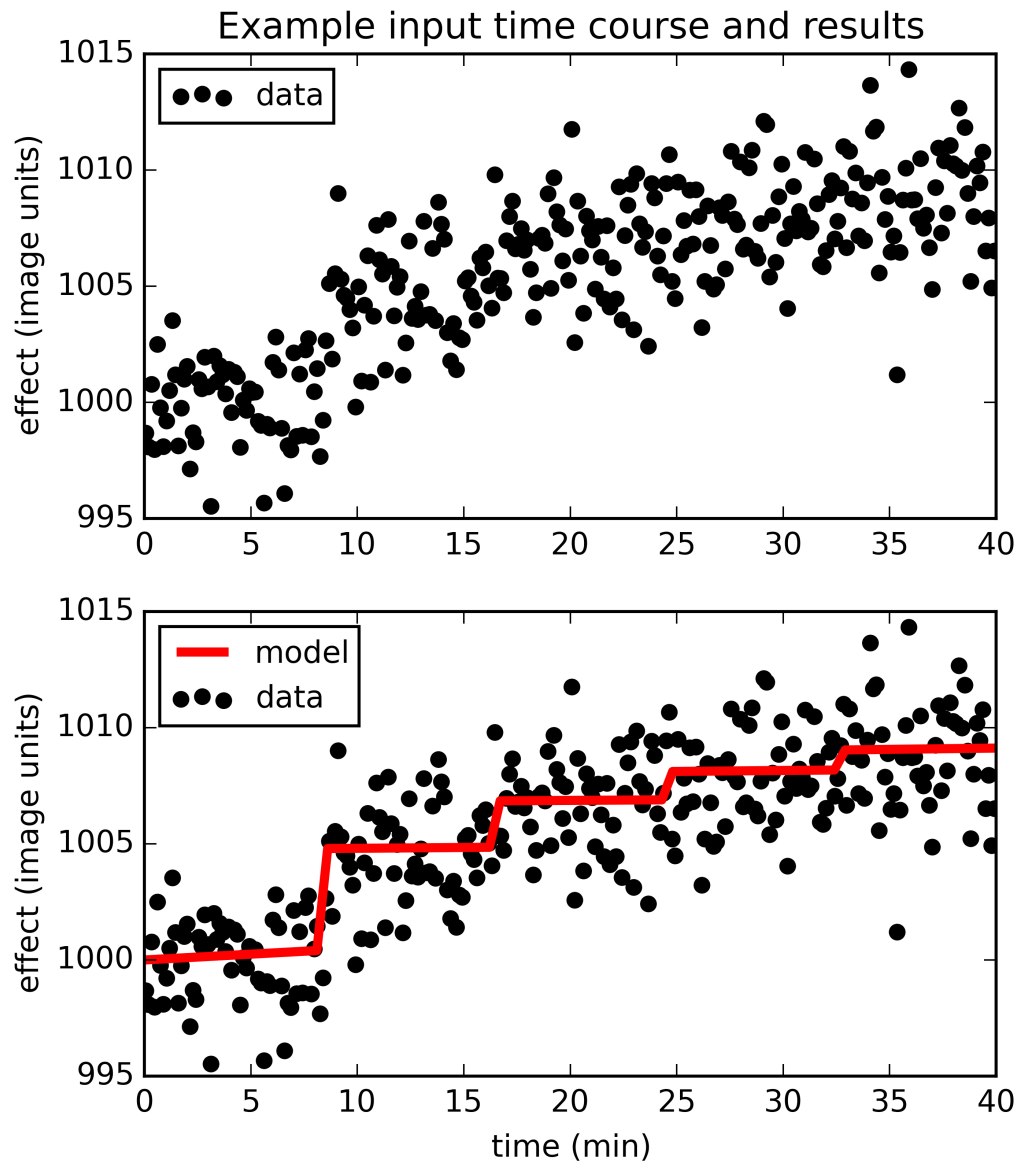 Example input time course and results
1015
data
1010
1005
1000
995
effect (image units)
0 5 10 15 20 25 30 35 40
1015
model
data
1010
1005
1000
995
effect (image units)
0 5 10 15 20 25 30 35 40
time (min)